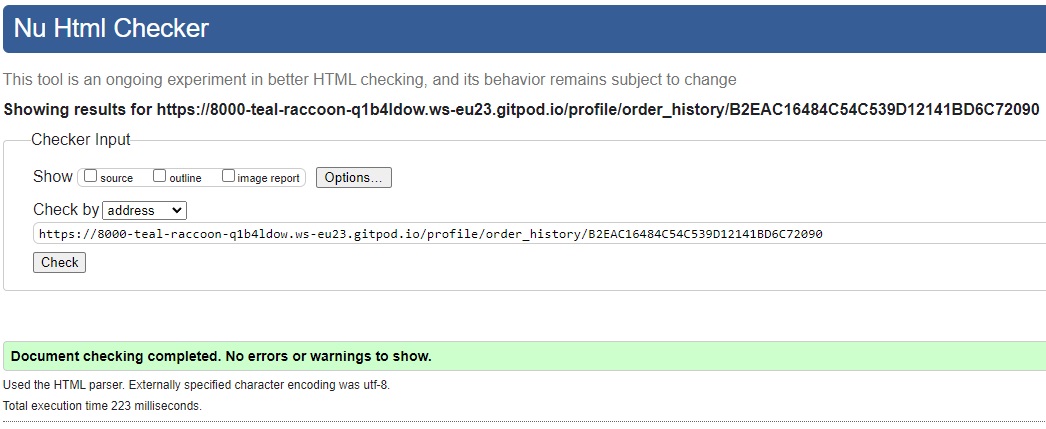 Nu Html Checker
This tool is an ongoing experiment in better HTML checking, and its behavior remains subject to change
Showing results for https://8000-teal-raccoon-q1b4ldow.ws-eu23.gitpod.io/profile/order_history/B2EAC16484C54C539D12141BD6C72090
Checker Input
Show source outline image report Options...
Check by address
https://8000-teal-raccoon-q1b4ldow.ws-eu23.gitpod.io/profile/order_history/B2EAC16484C54C539D12141BD6C72090
Check
Document checking completed. No errors or warnings to show.
Used the HTML parser. Externally specified character encoding was utf-8.
Total execution time 223 milliseconds.